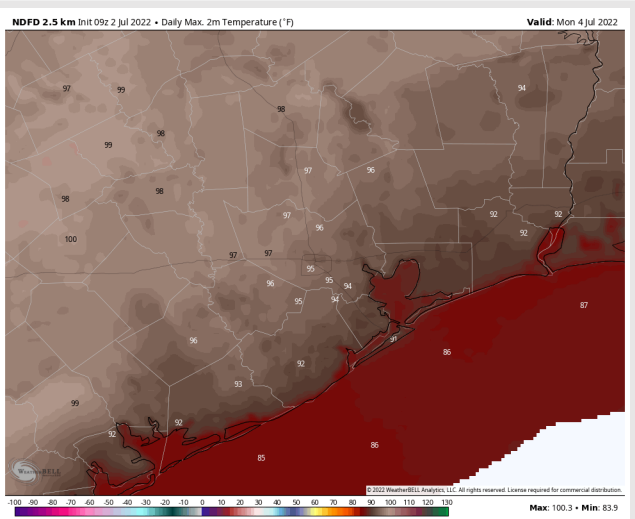 NDFD 2.5 km Init 09z 2 Jul 2022 • Daily Max. 2m Temperature (°F) Valid: Mon 4 Jul 2022
97 99 94
98
98
99
97 96
98 98
97 92 92
96 92
100
97 97
95
96 95 94
95 94
87
96 91
86
92
93
99
92
92
86
85
WeatherBELL
© 2022 WeatherBELL Analytics, LLC. All rights reserved. License required for commercial distribution.
-100 -90 -80 -70 -60 -50 -40 -30 -20 -10 0 10 20 30 40 50 60 70 80 90 100 110 120 130 Max: 100.3 • Min: 83.9